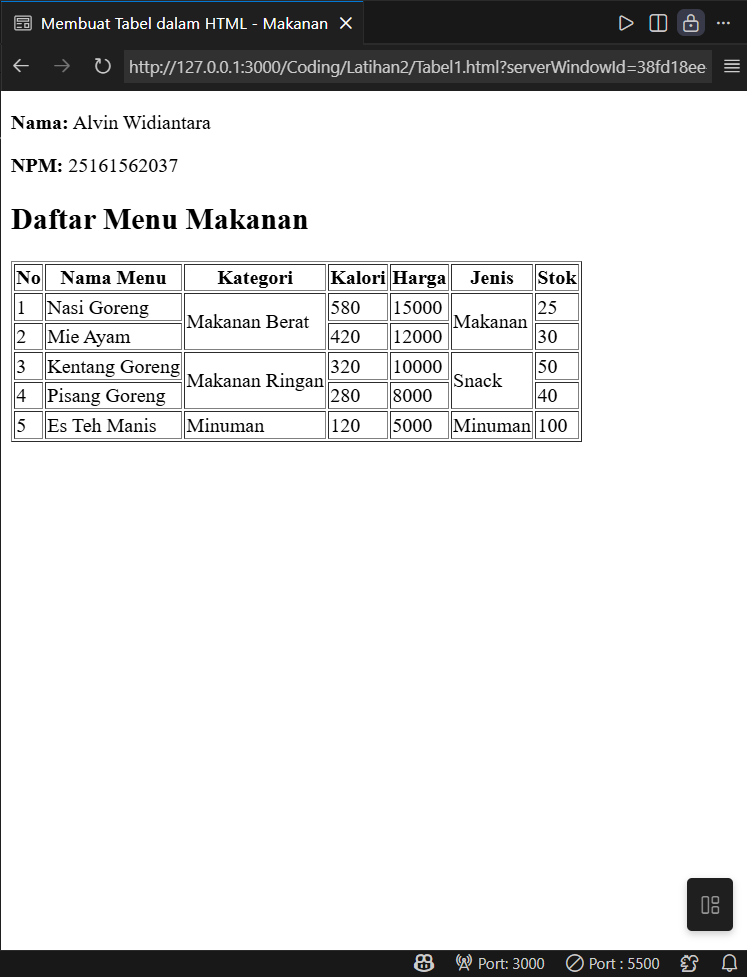 Membuat Tabel dalam HTML - Makanan
http://127.0.0.1:3000/Coding/Latihan2/Tabel1.html?serverWindowId=38fd18ee
Nama: Alvin Widiantara
NPM: 25161562037
Daftar Menu Makanan
No Nama Menu Kategori Kalori Harga Jenis Stok
1 Nasi Goreng Makanan Berat 580 15000 Makanan 25
2 Mie Ayam 420 12000 30
3 Kentang Goreng Makanan Ringan 320 10000 Snack 50
4 Pisang Goreng 280 8000 40
5 Es Teh Manis Minuman 120 5000 Minuman 100
Port: 3000 Port : 5500